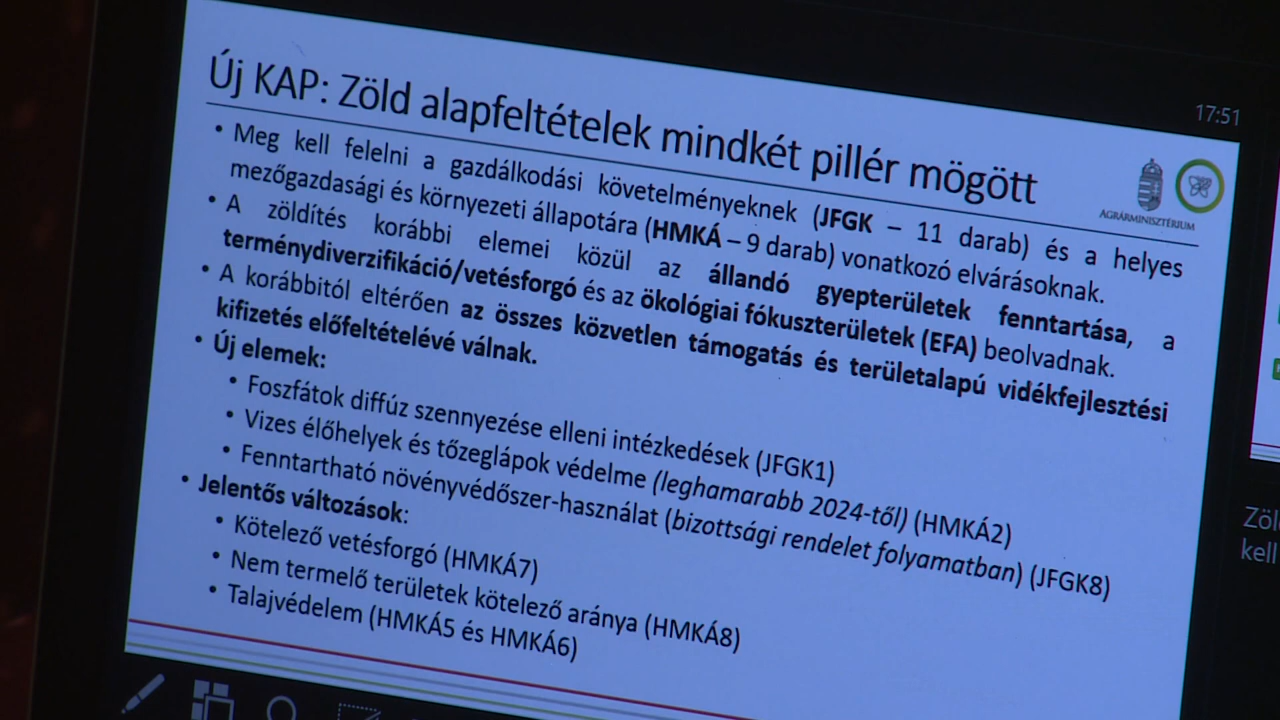 17:51
Új KAP: Zöld alapfeltételek mindkét pillér mögött
AGRÁRMINISZTÉRIUM
• Meg kell felelni a gazdálkodási követelményeknek (JFGK – 11 darab) és a helyes
mezőgazdasági és környezeti állapotára (HMKÁ – 9 darab) vonatkozó elvárásoknak.
• A zöldítés korábbi elemei közül az állandó gyepterületek fenntartása, a
terménydiverzifikáció/vetésforgó és az ökológiai fókuszterületek (EFA) beolvadnak.
• A korábbitól eltérően az összes közvetlen támogatás és területalapú vidékfejlesztési
kifizetés előfeltételévé válnak.
• Új elemek:
• Foszfátok diffúz szennyezése elleni intézkedések (JFGK1)
• Vizes élőhelyek és tőzeglápok védelme (leghamarabb 2024-től) (HMKÁ2)
• Fenntartható növényvédőszer-használat (bizottsági rendelet folyamatban) (JFGK8)
• Jelentős változások:
• Kötelező vetésforgó (HMKÁ7)
• Nem termelő területek kötelező aránya (HMKÁ8)
• Talajvédelem (HMKÁ5 és HMKÁ6)
kell